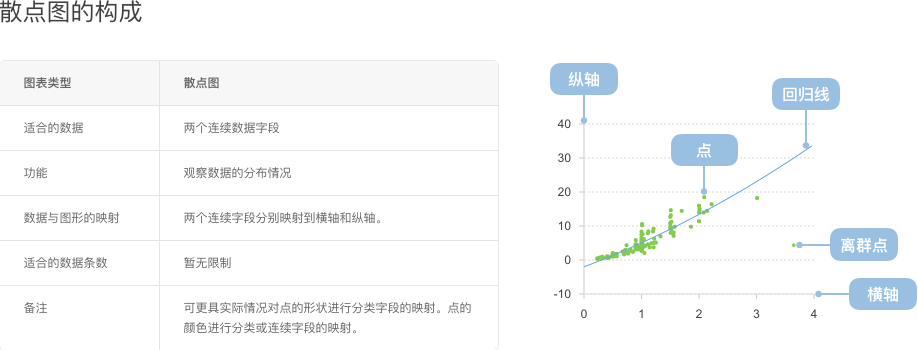 散点图的构成
图表类型 散点图
适合的数据 两个连续数据字段
功能 观察数据的分布情况
数据与图形的映射 两个连续字段分别映射到横轴和纵轴。
适合的数据条数 暂无限制
备注 可更具实际情况对点的形状进行分类字段的映射。点的
颜色进行分类或连续字段的映射。
纵轴
回归线
40
点
30
20
10
离群点
0
-10
横轴
0 1 2 3 4